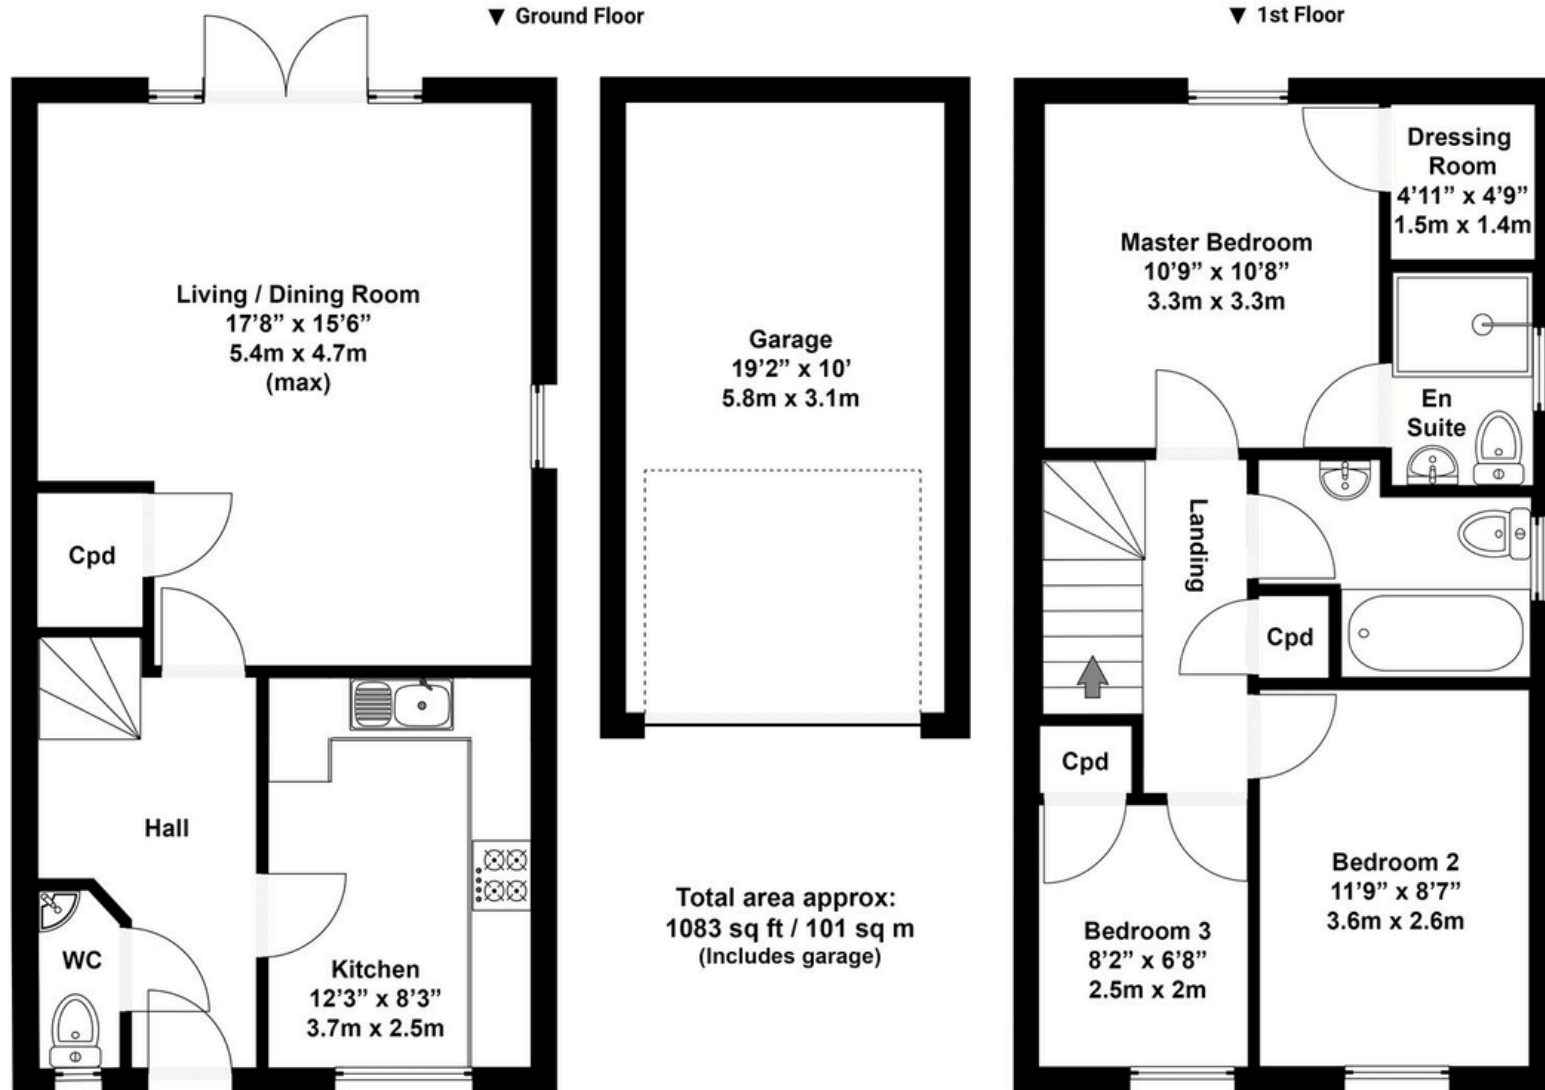 ▼ Ground Floor
Living / Dining Room
17’8” x 15’6”
5.4m x 4.7m
(max)
Cpd
Hall
WC
Kitchen
12’3” x 8’3”
3.7m x 2.5m
Garage
19’2” x 10’
5.8m x 3.1m
Total area approx:
1083 sq ft / 101 sq m
(Includes garage)
▼ 1st Floor
Dressing
Room
4’11” x 4’9”
1.5m x 1.4m
Master Bedroom
10’9” x 10’8”
3.3m x 3.3m
En
Suite
Landing
Cpd
Cpd
Bedroom 2
11’9” x 8’7”
3.6m x 2.6m
Bedroom 3
8’2” x 6’8”
2.5m x 2m